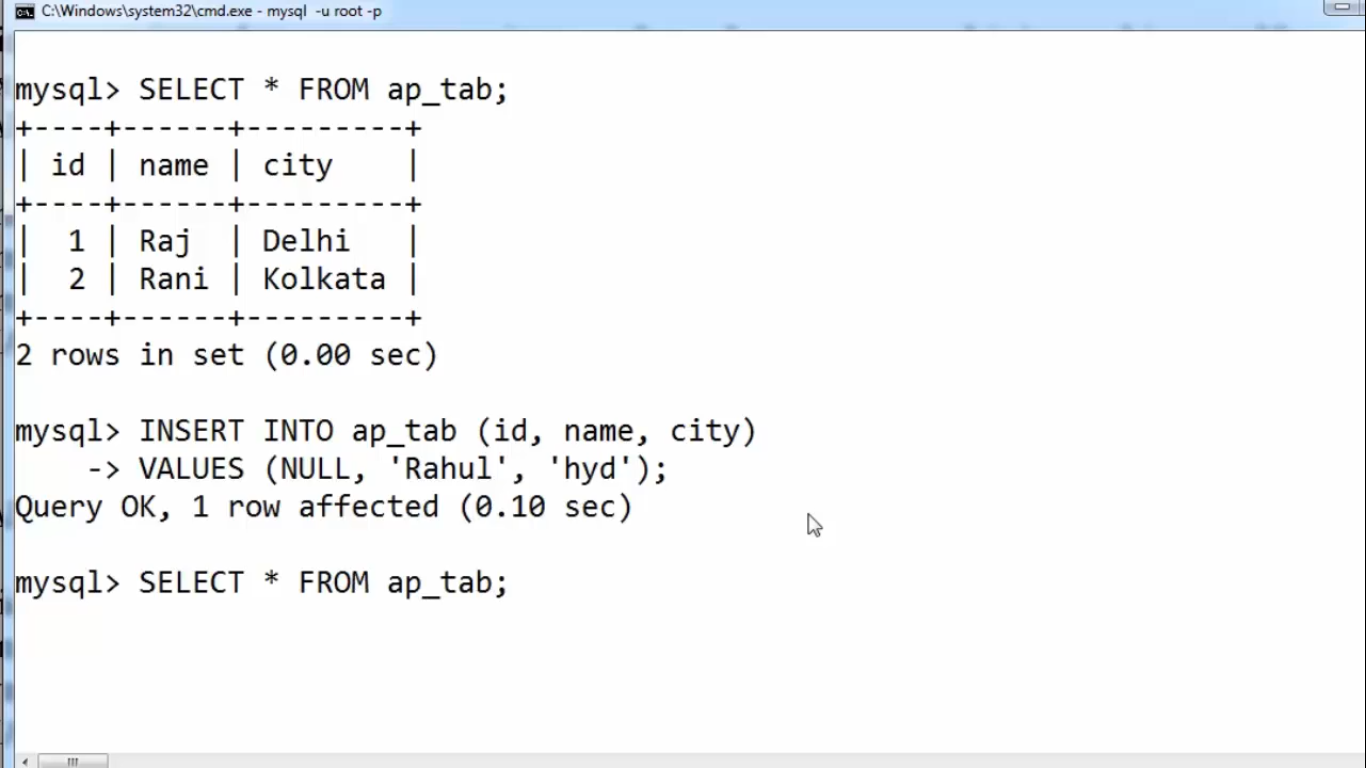 C:\Windows\system32\cmd.exe - mysql  -u root -p
mysql> SELECT * FROM ap_tab;
+----+------+---------+
| id | name | city    |
+----+------+---------+
|  1 | Raj  | Delhi   |
|  2 | Rani | Kolkata |
+----+------+---------+
2 rows in set (0.00 sec)
mysql> INSERT INTO ap_tab (id, name, city)
    -> VALUES (NULL, 'Rahul', 'hyd');
Query OK, 1 row affected (0.10 sec)
mysql> SELECT * FROM ap_tab;